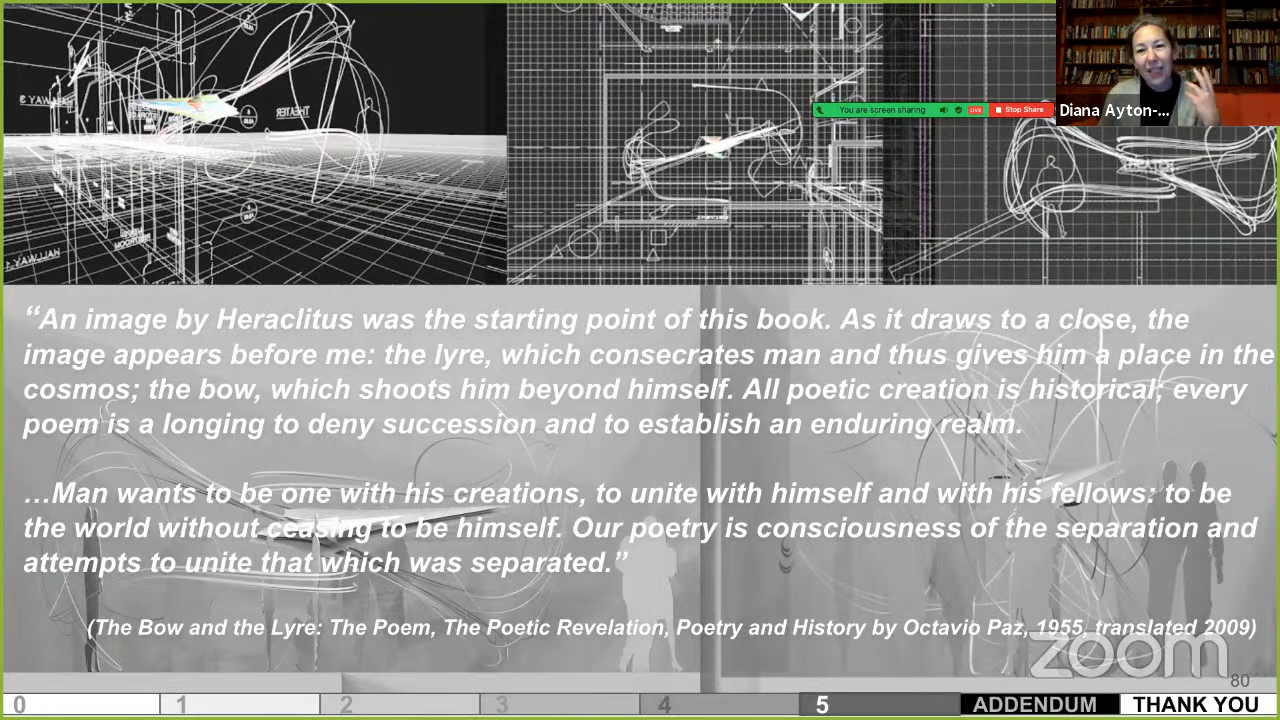 THEATER
You are screen sharing
LIVE
Stop Share
Diana Ayton-...
“An image by Heraclitus was the starting point of this book. As it draws to a close, the
image appears before me: the lyre, which consecrates man and thus gives him a place in the
cosmos; the bow, which shoots him beyond himself. All poetic creation is historical; every
poem is a longing to deny succession and to establish an enduring realm.
…Man wants to be one with his creations, to unite with himself and with his fellows: to be
the world without ceasing to be himself. Our poetry is consciousness of the separation and
attempts to unite that which was separated.”
(The Bow and the Lyre: The Poem, The Poetic Revelation, Poetry and History by Octavio Paz, 1955, translated 2009)
zoom
80
0 1 2 3 4 5 ADDENDUM THANK YOU